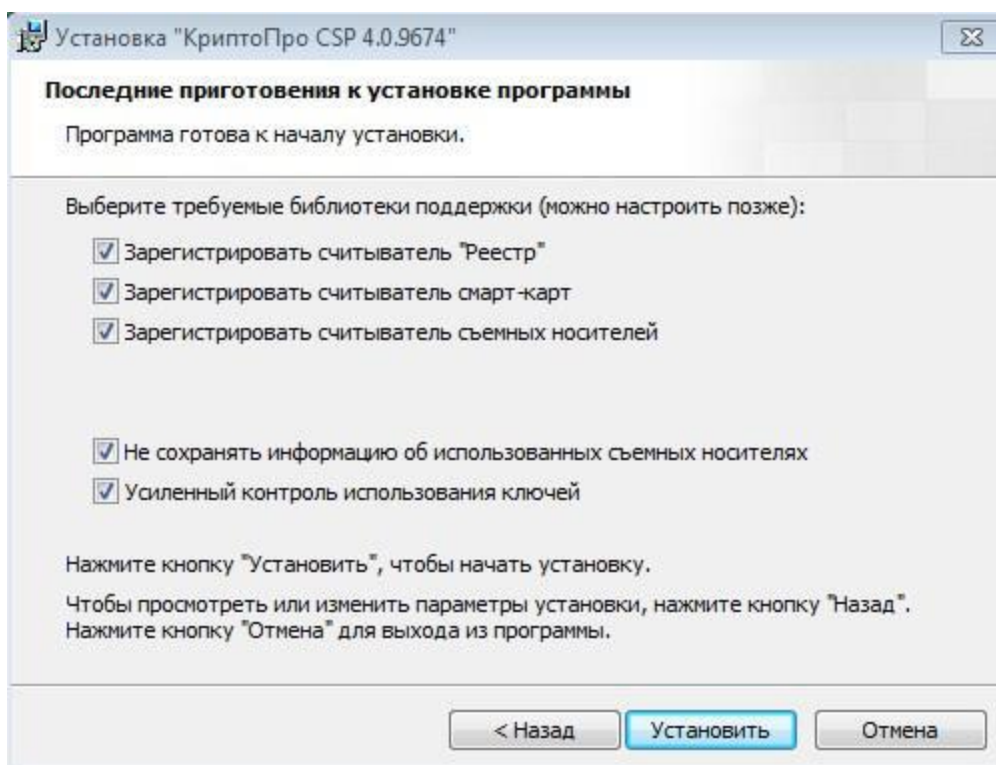 Установка "КриптоПро CSP 4.0.9674"
Последние приготовения к установке программы
Программа готова к началу установки.
Выберите требуемые библиотеки поддержки (можно настроить позже):
Зарегистрировать считыватель "Реестр"
Зарегистрировать считыватель смарт-карт
Зарегистрировать считыватель съемных носителей
Не сохранять информацию об использованных съемных носителях
Усиленный контроль использования ключей
Нажмите кнопку "Установить", чтобы начать установку.
Чтобы просмотреть или изменить параметры установки, нажмите кнопку "Назад".
Нажмите кнопку "Отмена" для выхода из программы.
< Назад Установить Отмена